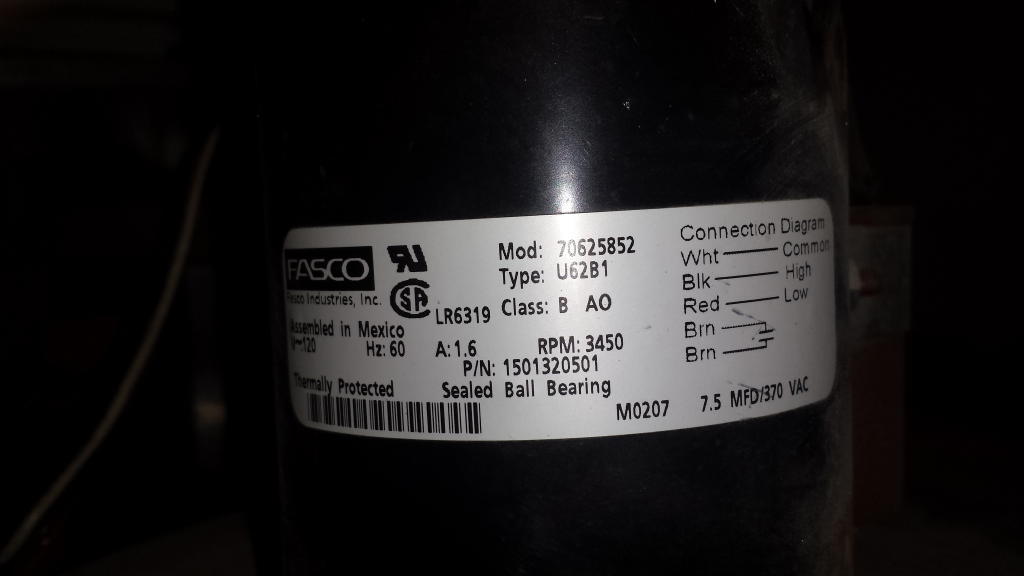 FASCO
Fasco Industries, Inc.
Assembled in Mexico
V~120 Hz: 60 A: 1.6 RPM: 3450
P/N: 1501320501
Thermally Protected Sealed Ball Bearing
LR6319
Mod: 70625852
Type: U62B1
Class: B AO
M0207 7.5 MFD/370 VAC
Connection Diagram
Wht Common
Blk High
Red Low
Brn
Brn